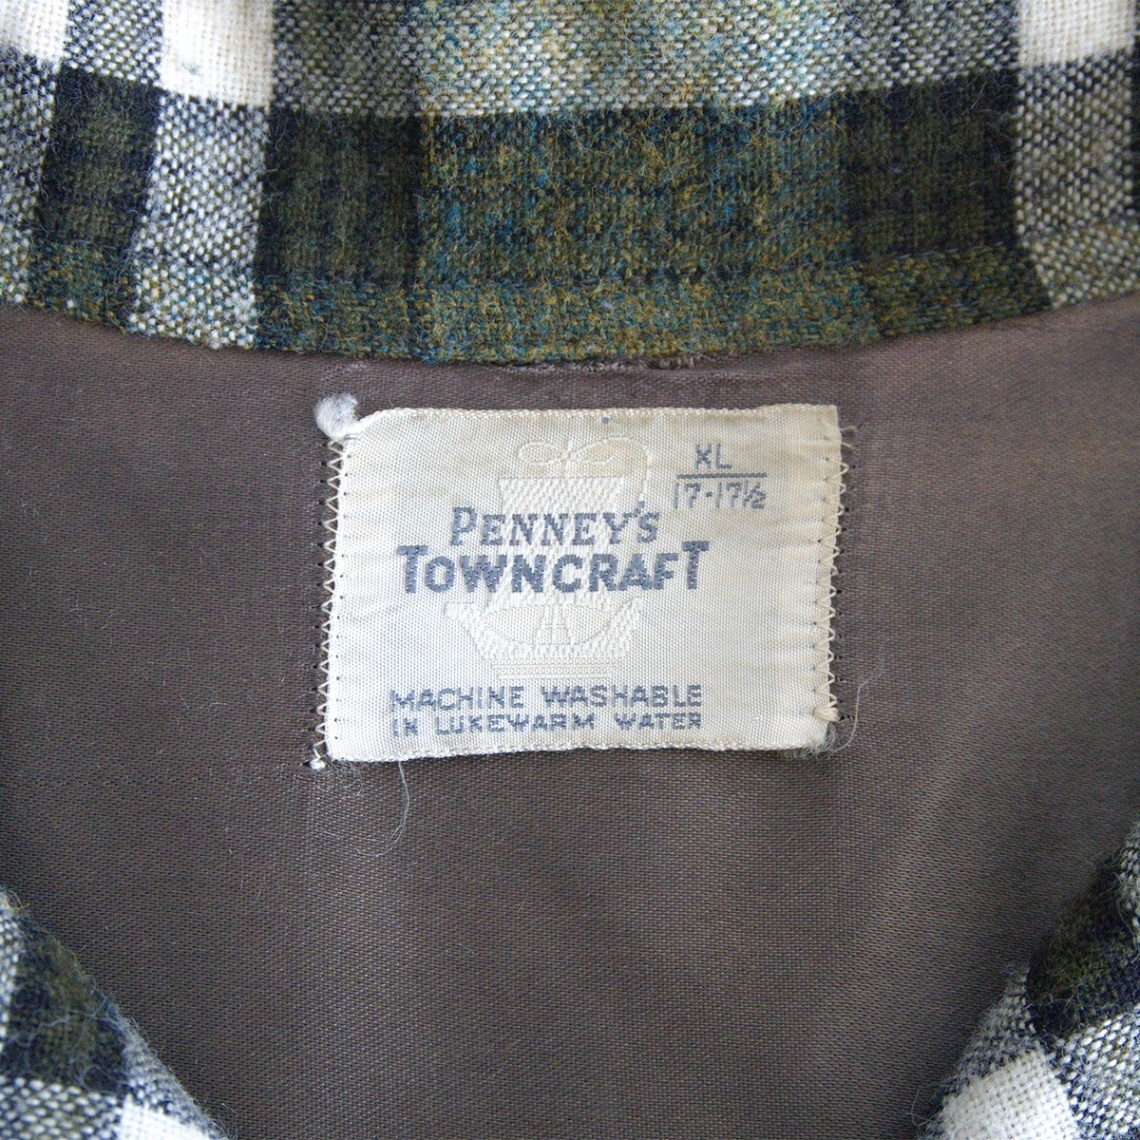 XL
17-17½
PENNEY'S
TOWNCRAFT
MACHINE WASHABLE
IN LUKEWARM WATER